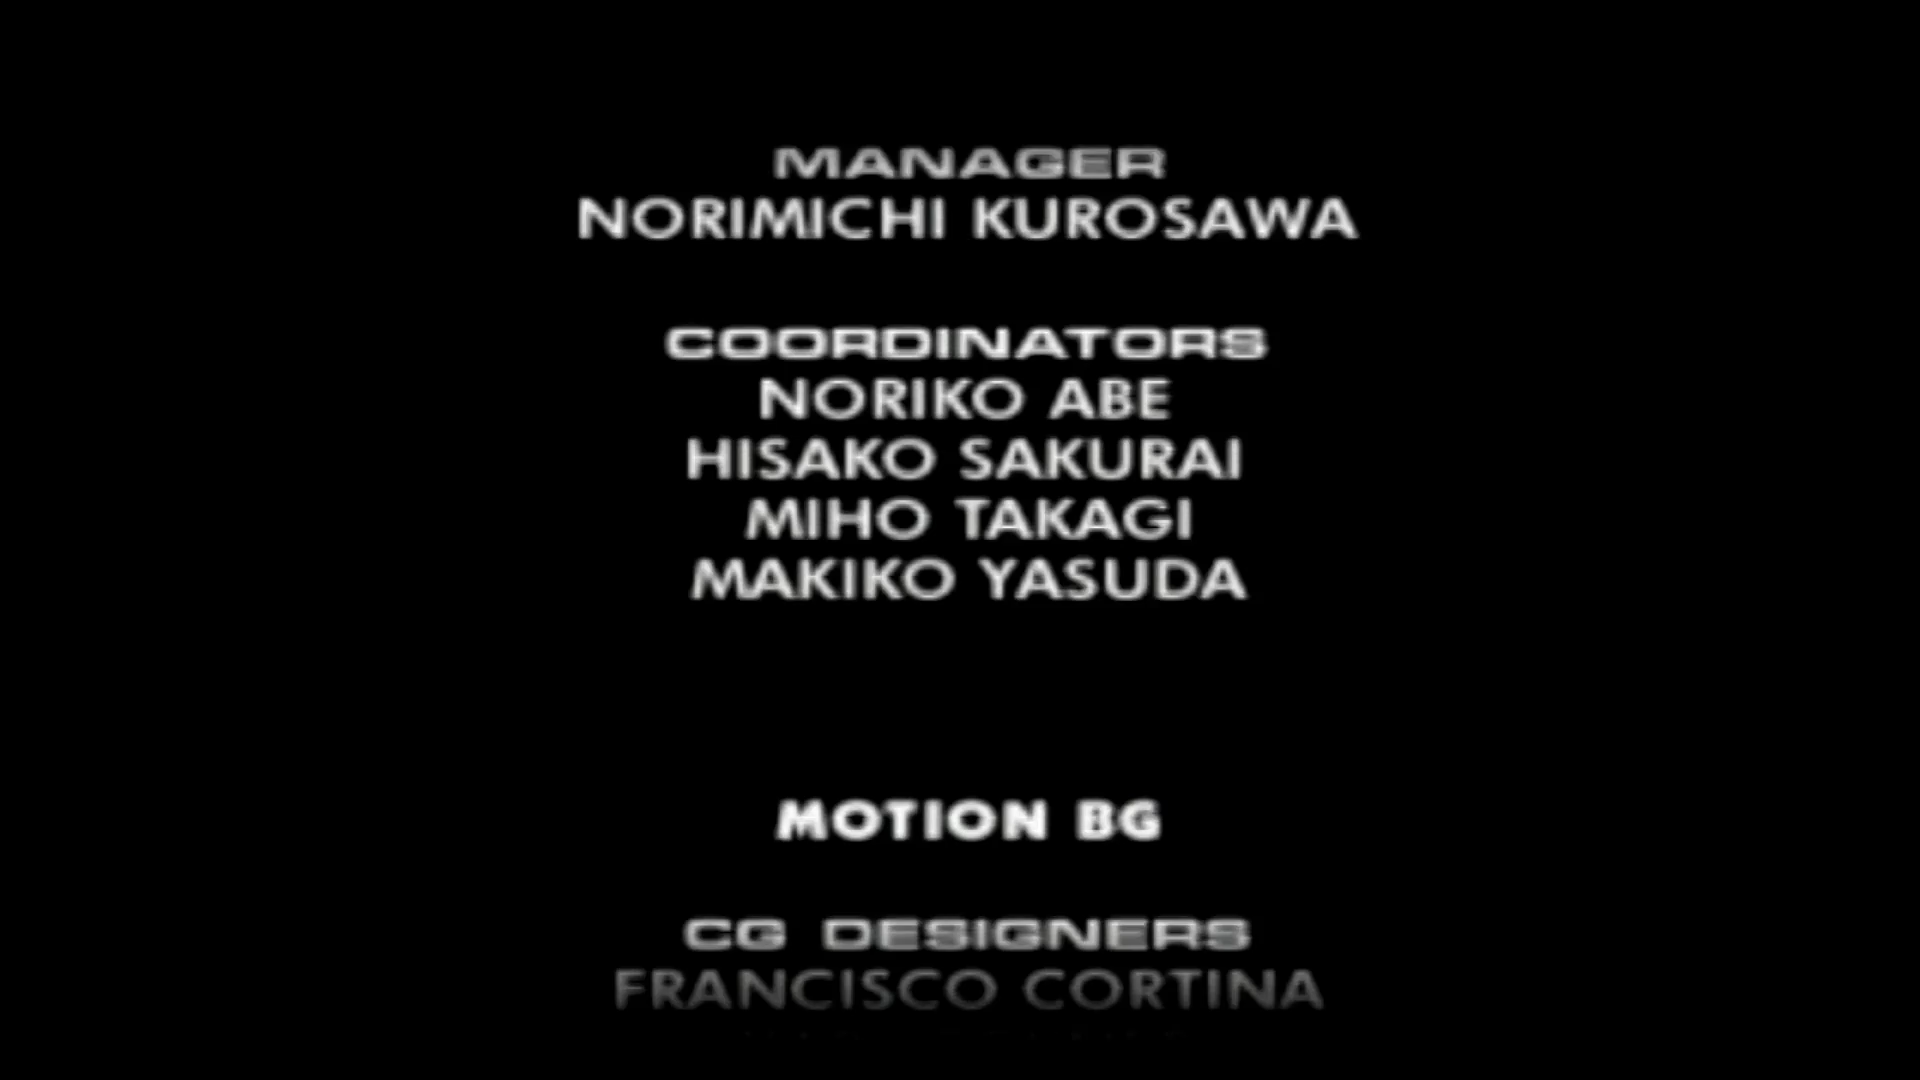 MANAGER
NORIMICHI KUROSAWA
COORDINATORS
NORIKO ABE
HISAKO SAKURAI
MIHO TAKAGI
MAKIKO YASUDA
MOTION BG
CG DESIGNERS
FRANCISCO CORTINA